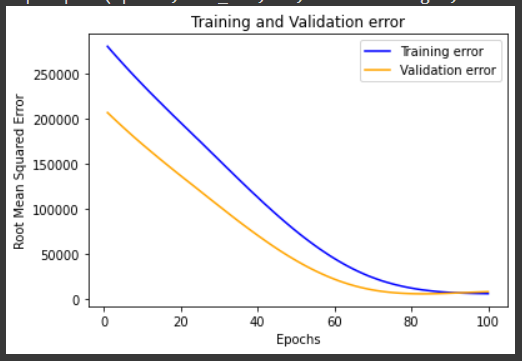 Training and Validation error
Training error
Validation error
Root Mean Squared Error
250000
200000
150000
100000
50000
0
0 20 40 60 80 100
Epochs